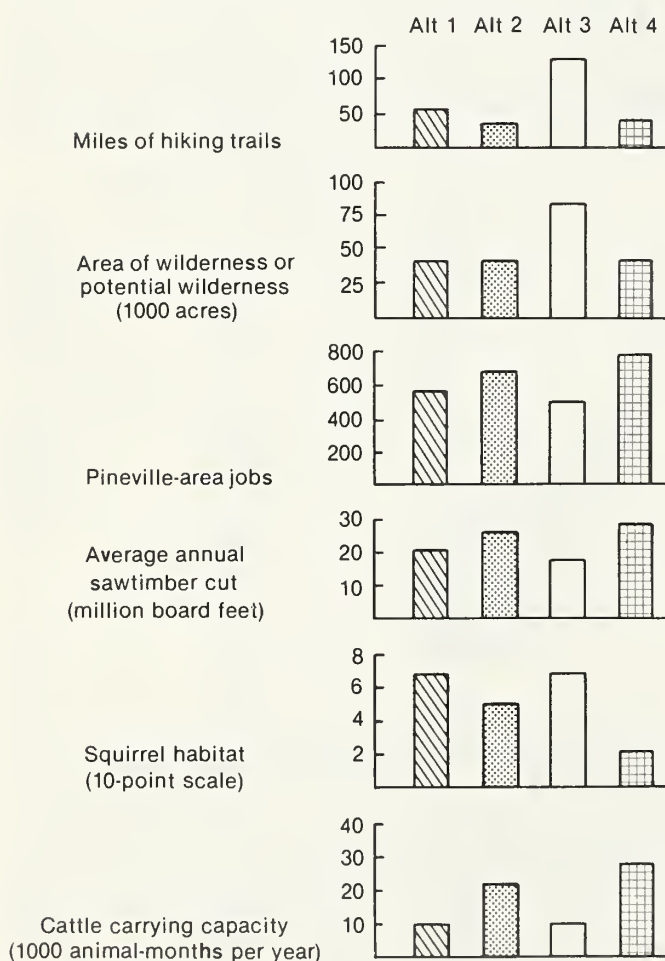 Alt 1 Alt 2 Alt 3 Alt 4
150
100
50
Miles of hiking trails
100
75
50
25
Area of wilderness or
potential wilderness
(1000 acres)
800
600
400
200
Pineville-area jobs
30
20
10
Average annual
sawtimber cut
(million board feet)
8
6
4
2
Squirrel habitat
(10-point scale)
40
30
20
10
Cattle carrying capacity
(1000 animal-months per year)